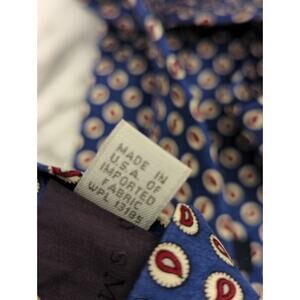 MADE IN
U.S.A. OF
IMPORTED
FABRIC
WPL 13185